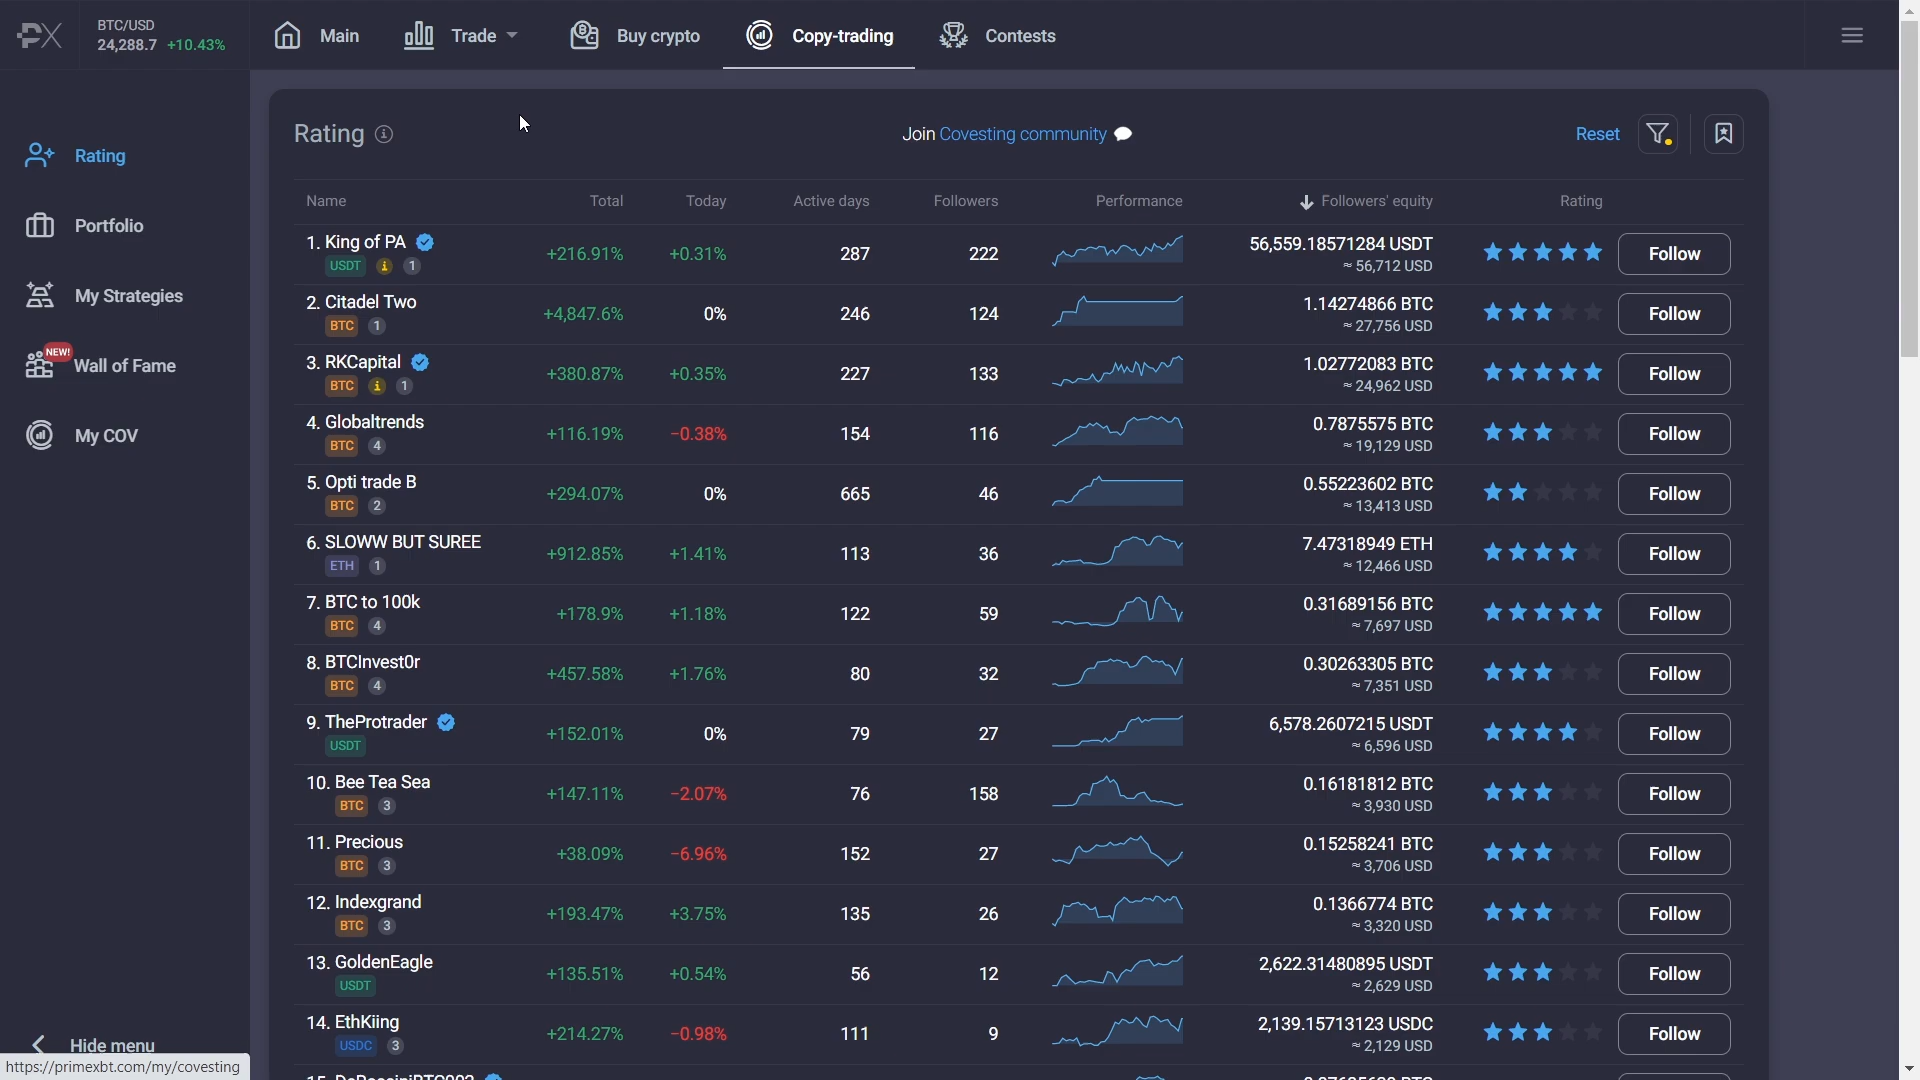 PX
BTC/USD
24,288.7 +10.43%
Main
Trade
Buy crypto
Copy-trading
Contests
Rating
Portfolio
My Strategies
NEW!
Wall of Fame
My COV
Hide menu
https://primexbt.com/my/covesting
Rating
Join Covesting community
Reset
Name Total Today Active days Followers Performance Followers' equity Rating
1. King of PA
USDT 1
+216.91% +0.31% 287 222 56,559.18571284 USDT Follow
≈ 56,712 USD
2. Citadel Two
BTC 1
+4,847.6% 0% 246 124 1.14274866 BTC Follow
≈ 27,756 USD
3. RKCapital
BTC 1
+380.87% +0.35% 227 133 1.02772083 BTC Follow
≈ 24,962 USD
4. Globaltrends
BTC 4
+116.19% −0.38% 154 116 0.7875575 BTC Follow
≈ 19,129 USD
5. Opti trade B
BTC 2
+294.07% 0% 665 46 0.55223602 BTC Follow
≈ 13,413 USD
6. SLOWW BUT SUREE
ETH 1
+912.85% +1.41% 113 36 7.47318949 ETH Follow
≈ 12,466 USD
7. BTC to 100k
BTC 4
+178.9% +1.18% 122 59 0.31689156 BTC Follow
≈ 7,697 USD
8. BTCInvest0r
BTC 4
+457.58% +1.76% 80 32 0.30263305 BTC Follow
≈ 7,351 USD
9. TheProtrader
USDT
+152.01% 0% 79 27 6,578.2607215 USDT Follow
≈ 6,596 USD
10. Bee Tea Sea
BTC 3
+147.11% −2.07% 76 158 0.16181812 BTC Follow
≈ 3,930 USD
11. Precious
BTC 3
+38.09% −6.96% 152 27 0.15258241 BTC Follow
≈ 3,706 USD
12. Indexgrand
BTC 3
+193.47% +3.75% 135 26 0.1366774 BTC Follow
≈ 3,320 USD
13. GoldenEagle
USDT
+135.51% +0.54% 56 12 2,622.31480895 USDT Follow
≈ 2,629 USD
14. EthKiing
USDC 3
+214.27% −0.98% 111 9 2,139.15713123 USDC Follow
≈ 2,129 USD